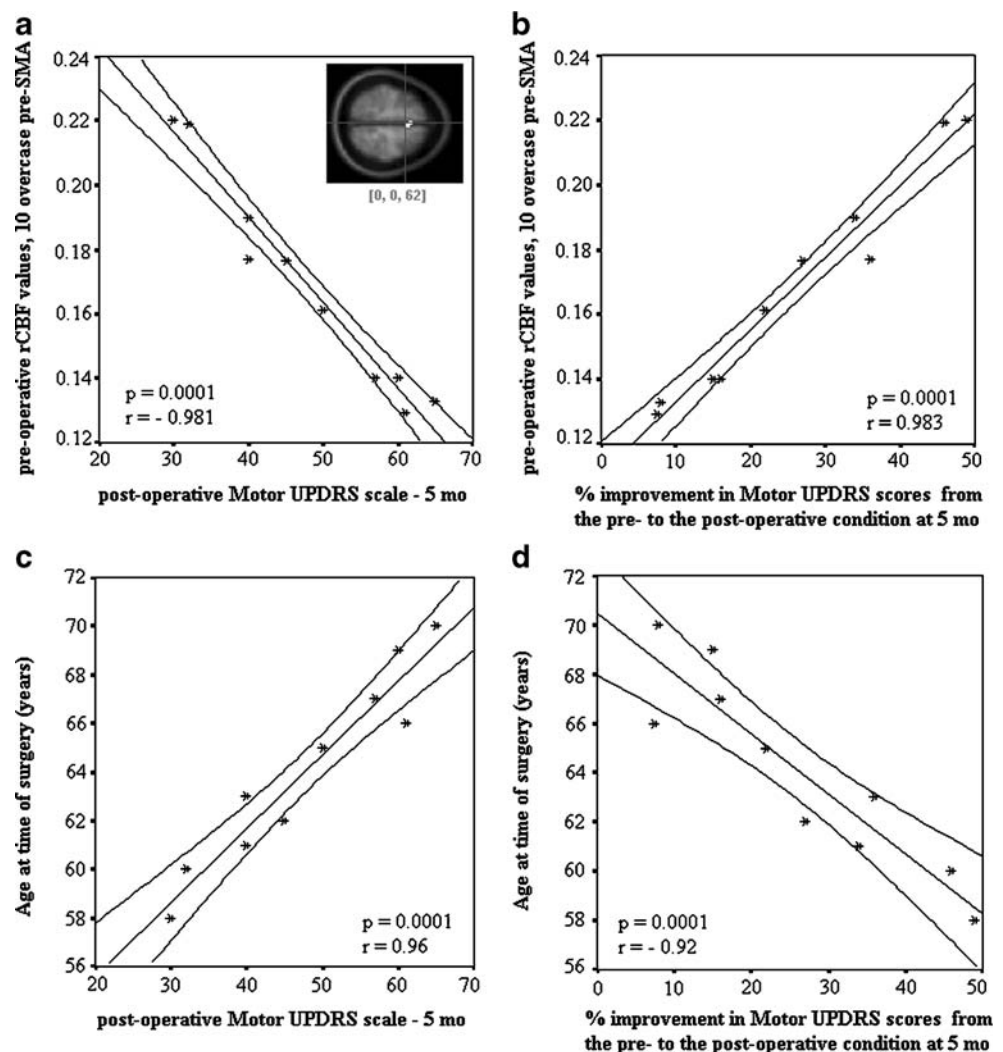 a
pre-operative rCBF values, 10 overcase pre-SMA
0.24
0.22
0.20
0.18
0.16
0.14
0.12
20 30 40 50 60 70
[0, 0, 62]
p = 0.0001
r = - 0.981
post-operative Motor UPDRS scale - 5 mo
b
pre-operative rCBF values, 10 overcase pre-SMA
0.24
0.22
0.20
0.18
0.16
0.14
0.12
0 10 20 30 40 50
p = 0.0001
r = 0.983
% improvement in Motor UPDRS scores from
the pre- to the post-operative condition at 5 mo
c
Age at time of surgery (years)
72
70
68
66
64
62
60
58
56
20 30 40 50 60 70
p = 0.0001
r = 0.96
post-operative Motor UPDRS scale - 5 mo
d
Age at time of surgery (years)
72
70
68
66
64
62
60
58
56
0 10 20 30 40 50
p = 0.0001
r = - 0.92
% improvement in Motor UPDRS scores from
the pre- to the post-operative condition at 5 mo